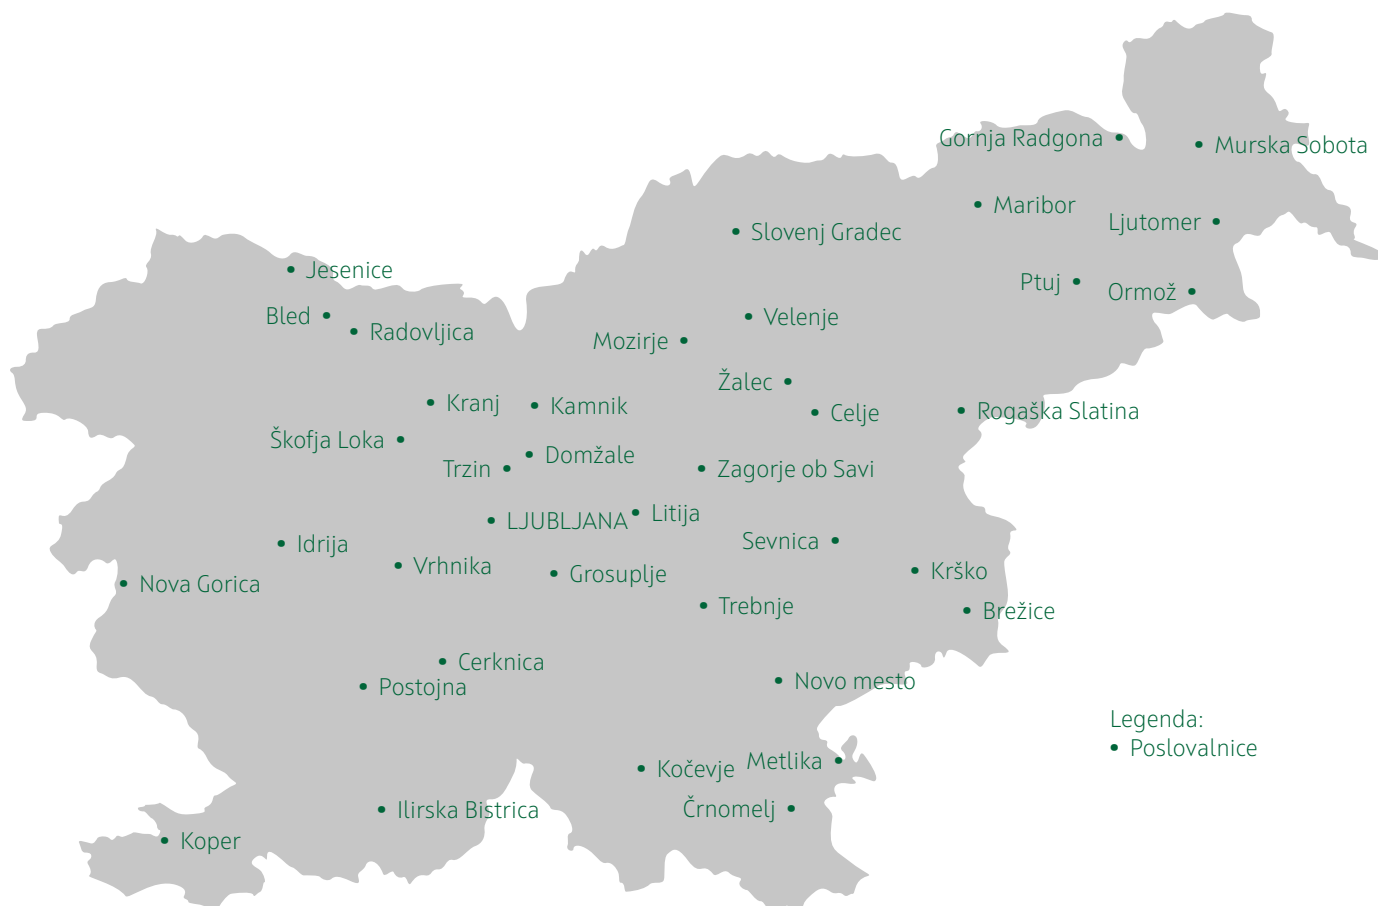 Gornja Radgona
Murska Sobota
Maribor
Ljutomer
Slovenj Gradec
Jesenice
Ptuj
Ormož
Bled
Velenje
Radovljica
Mozirje
Žalec
Kranj
Kamnik
Celje
Rogaška Slatina
Škofja Loka
Domžale
Trzin
Zagorje ob Savi
Litija
LJUBLJANA
Sevnica
Idrija
Vrhnika
Grosuplje
Krško
Nova Gorica
Trebnje
Brežice
Cerknica
Novo mesto
Postojna
Legenda:
Poslovalnice
Metlika
Kočevje
Črnomelj
Ilirska Bistrica
Koper